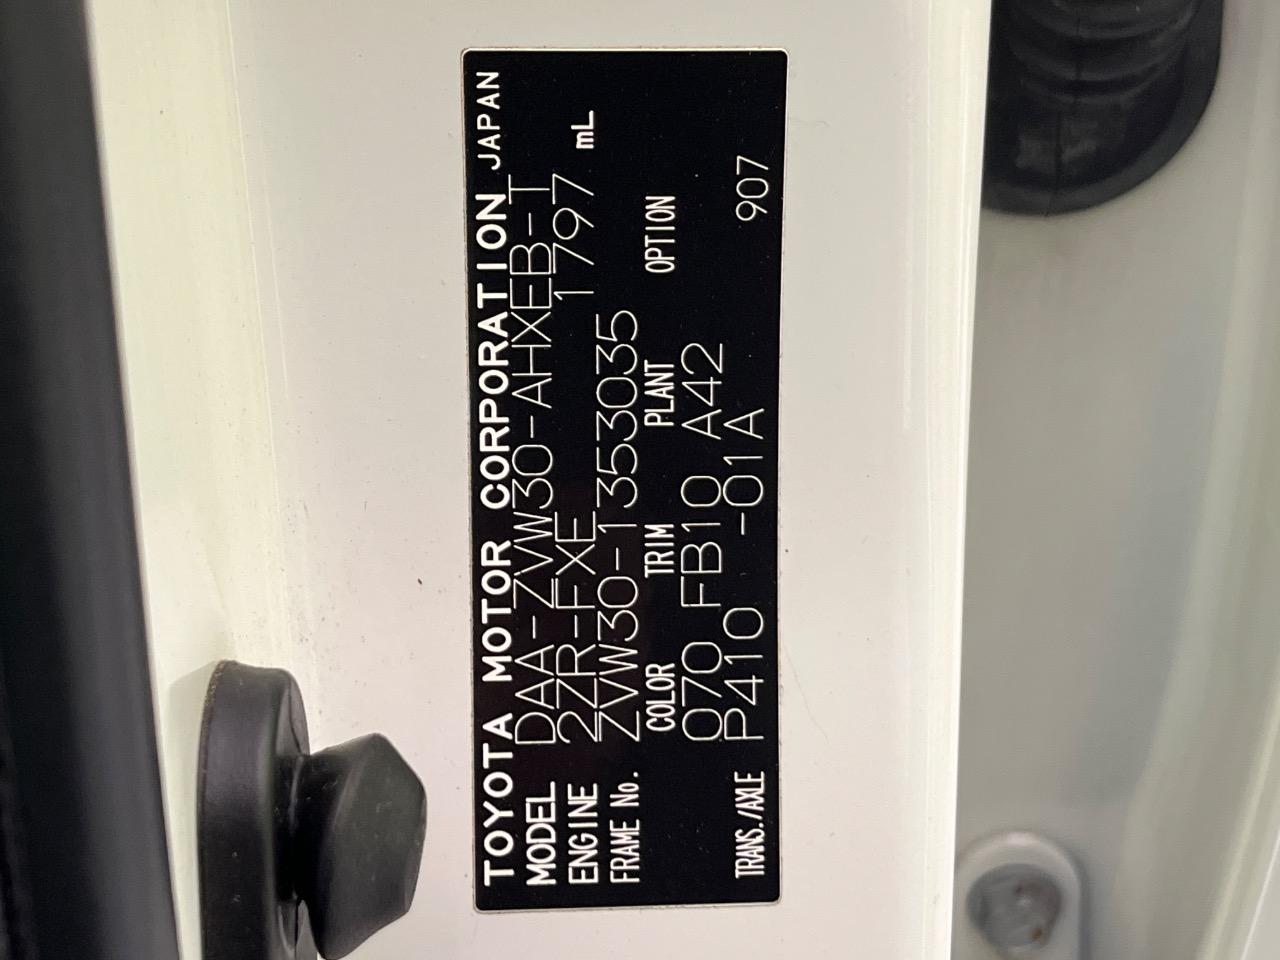 TOYOTA MOTOR CORPORATION JAPAN
MODEL DAA-ZVW30-AHXEB-T
ENGINE 2ZR-FXE 1797 mL
FRAME No. ZVW30-1353035
COLOR TRIM PLANT OPTION
070 FB10 A42
TRANS./AXLE P410 -01A 907